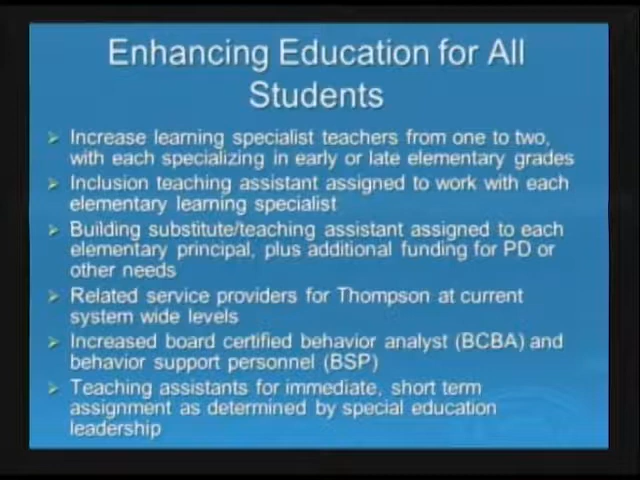 Enhancing Education for All
Students
Increase learning specialist teachers from one to two,
with each specializing in early or late elementary grades
Inclusion teaching assistant assigned to work with each
elementary learning specialist
Building substitute/teaching assistant assigned to each
elementary principal, plus additional funding for PD or
other needs
Related service providers for Thompson at current
system wide levels
Increased board certified behavior analyst (BCBA) and
behavior support personnel (BSP)
Teaching assistants for immediate, short term
assignment as determined by special education
leadership